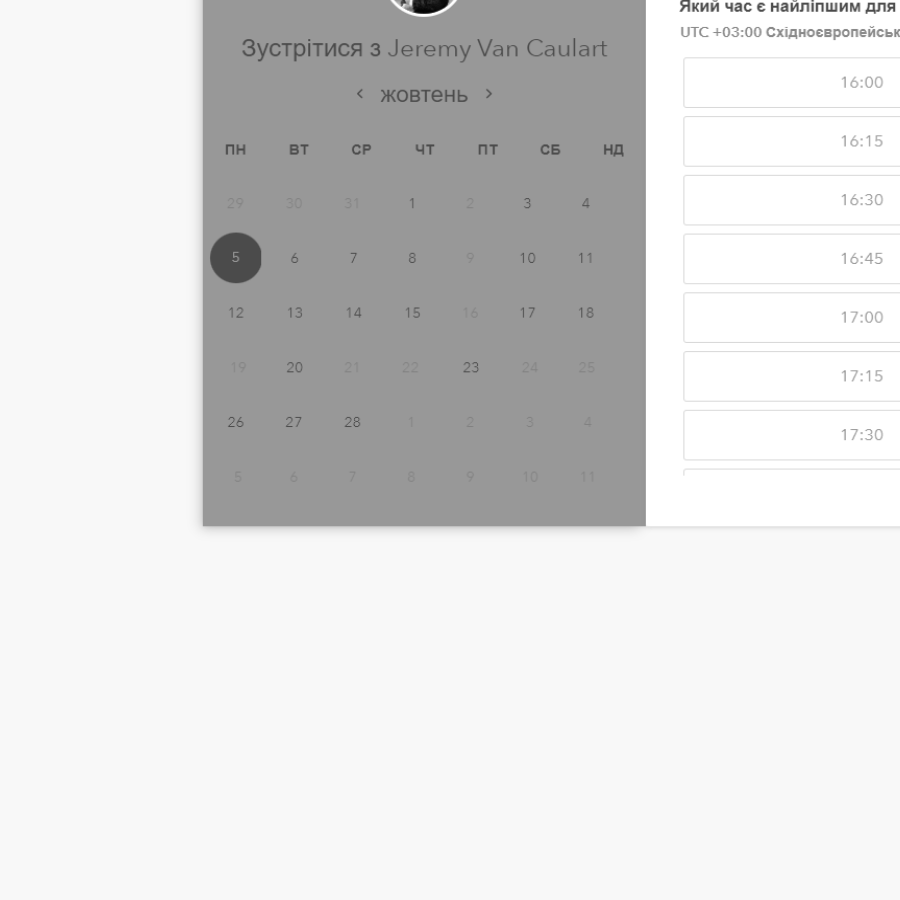 Зустрітися з Jeremy Van Caulart
жовтень
ПН ВТ СР ЧТ ПТ СБ НД
29 30 31 1 2 3 4
5 6 7 8 9 10 11
12 13 14 15 16 17 18
19 20 21 22 23 24 25
26 27 28 1 2 3 4
5 6 7 8 9 10 11
Який час є найліпшим для
UTC +03:00 Східноєвропейськ
16:00
16:15
16:30
16:45
17:00
17:15
17:30